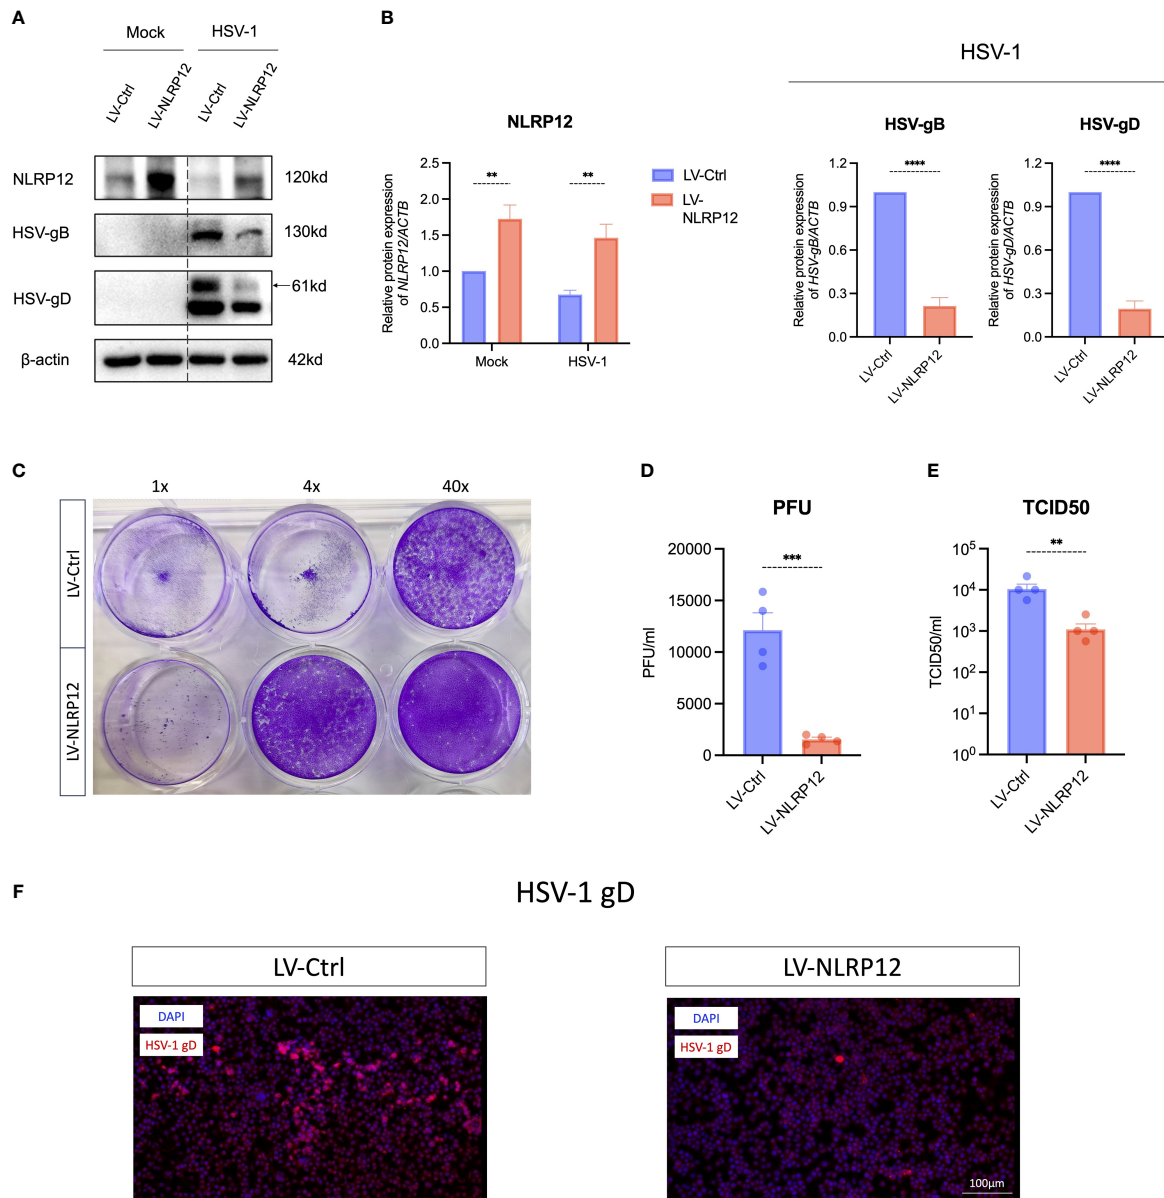 A
Mock
HSV-1
LV-Ctrl
LV-NLRP12
LV-Ctrl
LV-NLRP12
NLRP12
120kd
HSV-gB
130kd
HSV-gD
61kd
β-actin
42kd
B
NLRP12
Relative protein expression
of NLRP12/ACTB
2.5
2.0
1.5
1.0
0.5
0.0
**
**
Mock
HSV-1
LV-Ctrl
LV-
NLRP12
HSV-1
HSV-gB
Relative protein expression
of HSV-gB/ACTB
1.2
0.9
0.6
0.3
0.0
****
LV-Ctrl
LV-NLRP12
HSV-gD
Relative protein expression
of HSV-gD/ACTB
1.2
0.9
0.6
0.3
0.0
****
LV-Ctrl
LV-NLRP12
C
1x
4x
40x
LV-Ctrl
LV-NLRP12
D
PFU
PFU/ml
20000
15000
10000
5000
0
***
LV-Ctrl
LV-NLRP12
E
TCID50
TCID50/ml
10⁵
10⁴
10³
10²
10¹
10⁰
**
LV-Ctrl
LV-NLRP12
F
HSV-1 gD
LV-Ctrl
DAPI
HSV-1 gD
LV-NLRP12
DAPI
HSV-1 gD
100μm